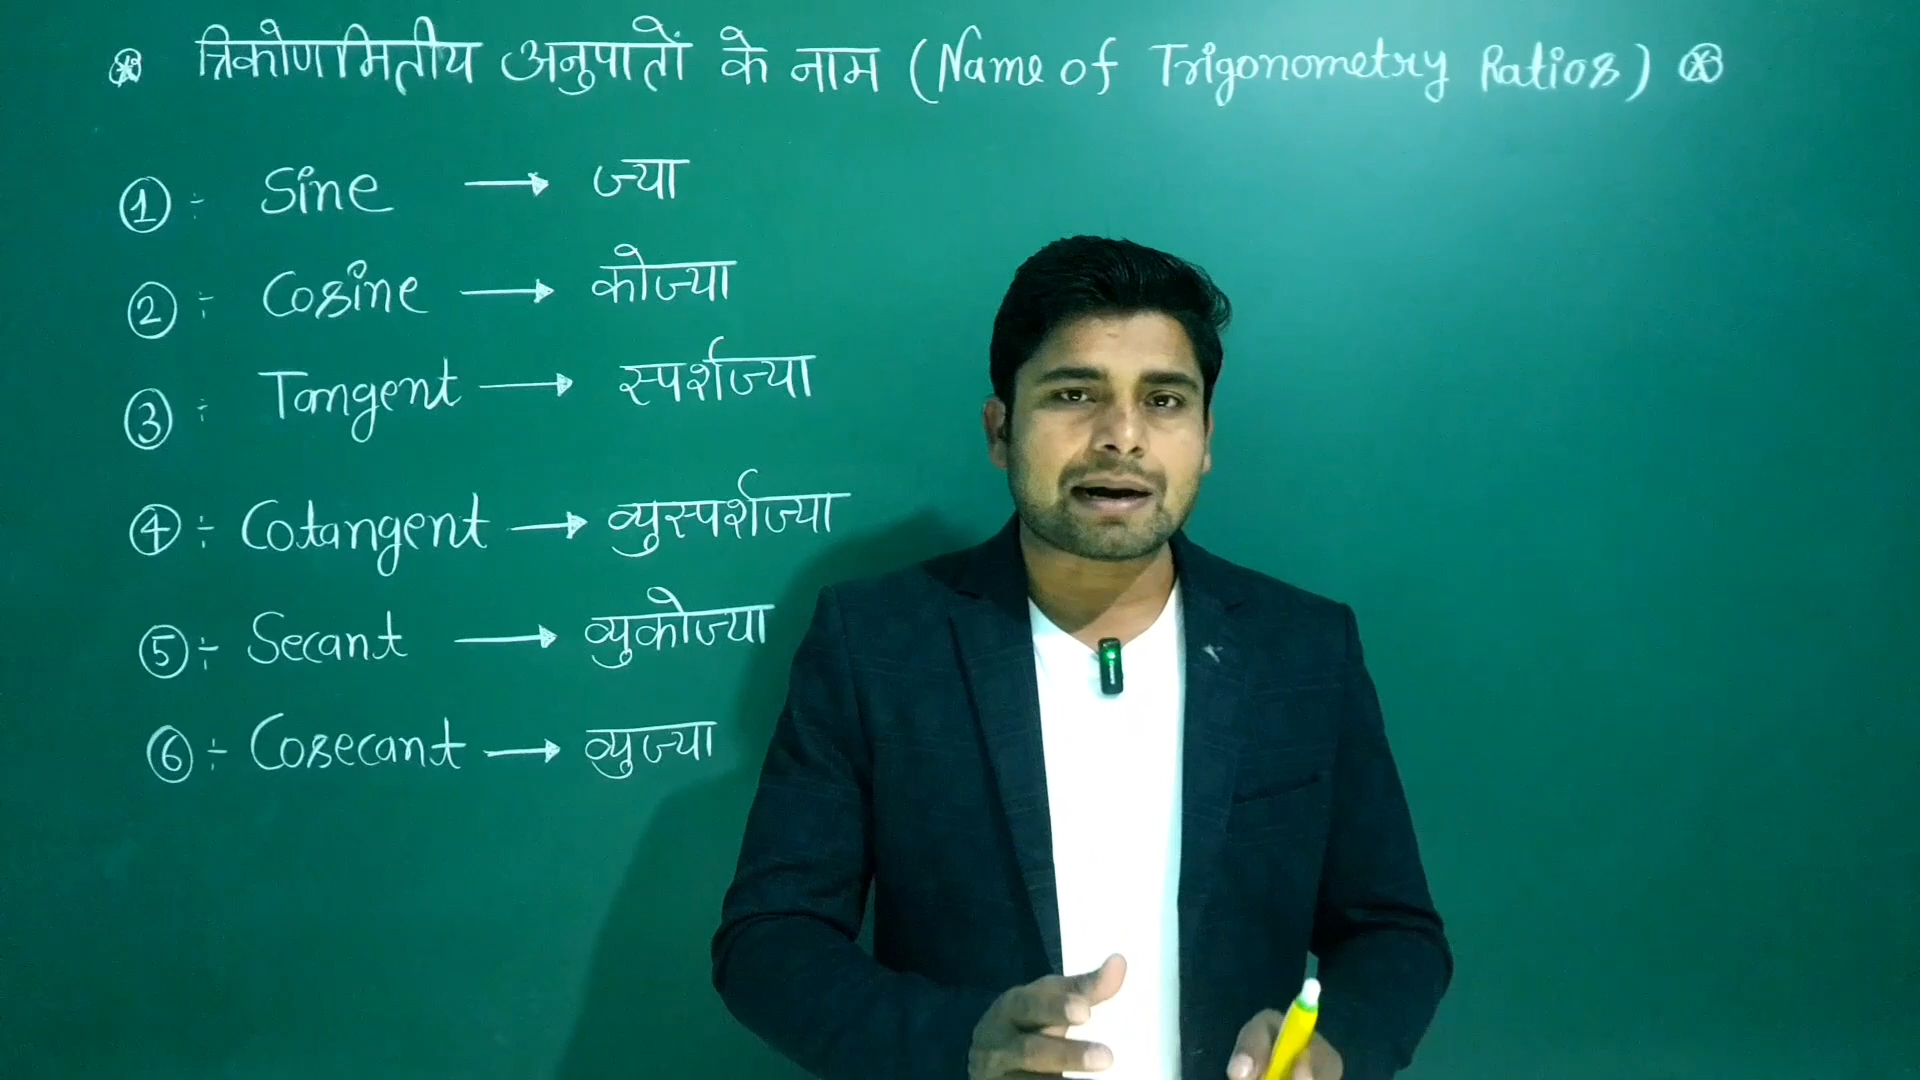 त्रिकोणमितीय अनुपातों के नाम (Name of Trigonometry Ratios)
① ÷ Sine → ज्या
② ÷ Cosine → कोज्या
③ ÷ Tangent → स्पर्शज्या
④ ÷ Cotangent → व्युस्पर्शज्या
⑤ ÷ Secant → व्युकोज्या
⑥ ÷ Cosecant → व्युज्या